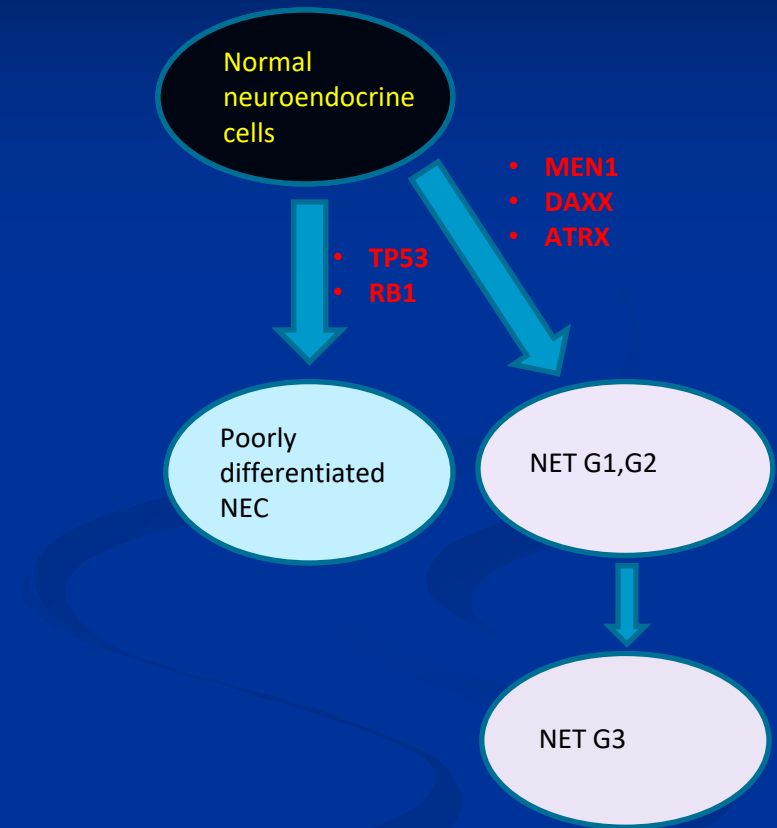 Normal
neuroendocrine
cells
• MEN1
• DAXX
• ATRX
• TP53
• RB1
Poorly
differentiated
NEC
NET G1,G2
NET G3